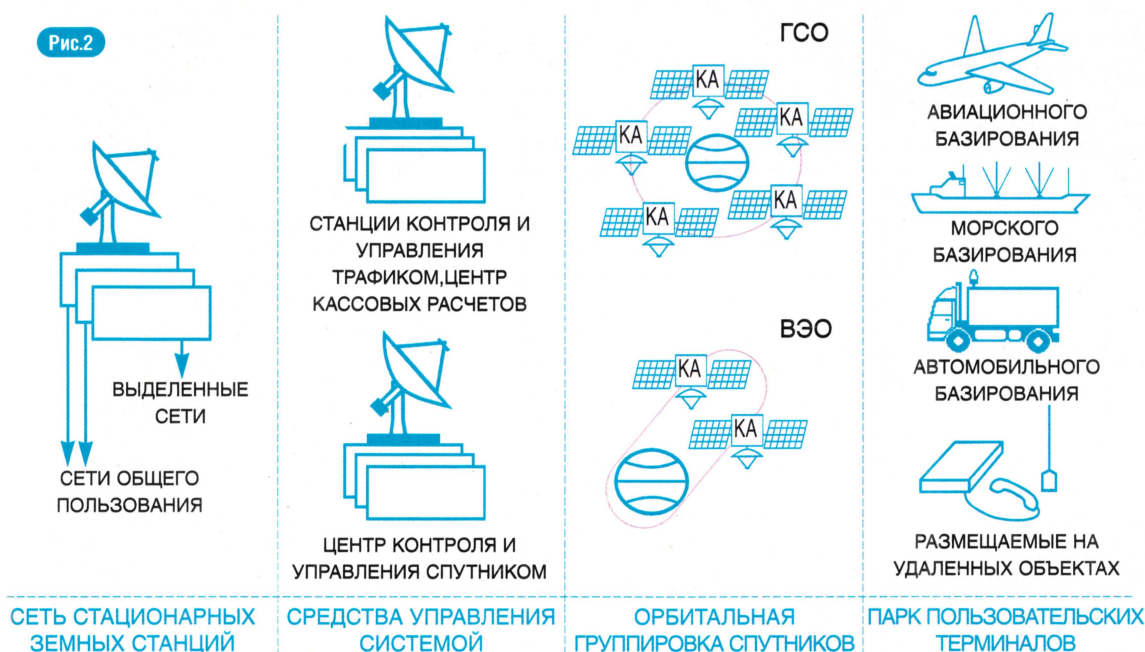 Рис.2
ВЫДЕЛЕННЫЕ
СЕТИ
СЕТИ ОБЩЕГО
ПОЛЬЗОВАНИЯ
СЕТЬ СТАЦИОНАРНЫХ
ЗЕМНЫХ СТАНЦИЙ
СТАНЦИИ КОНТРОЛЯ И
УПРАВЛЕНИЯ
ТРАФИКОМ,ЦЕНТР
КАССОВЫХ РАСЧЕТОВ
ЦЕНТР КОНТРОЛЯ И
УПРАВЛЕНИЯ СПУТНИКОМ
СРЕДСТВА УПРАВЛЕНИЯ
СИСТЕМОЙ
ГСО
КА
КА
КА
КА
КА
ВЭО
КА
КА
ОРБИТАЛЬНАЯ
ГРУППИРОВКА СПУТНИКОВ
АВИАЦИОННОГО
БАЗИРОВАНИЯ
МОРСКОГО
БАЗИРОВАНИЯ
АВТОМОБИЛЬНОГО
БАЗИРОВАНИЯ
РАЗМЕЩАЕМЫЕ НА
УДАЛЕННЫХ ОБЪЕКТАХ
ПАРК ПОЛЬЗОВАТЕЛЬСКИХ
ТЕРМИНАЛОВ